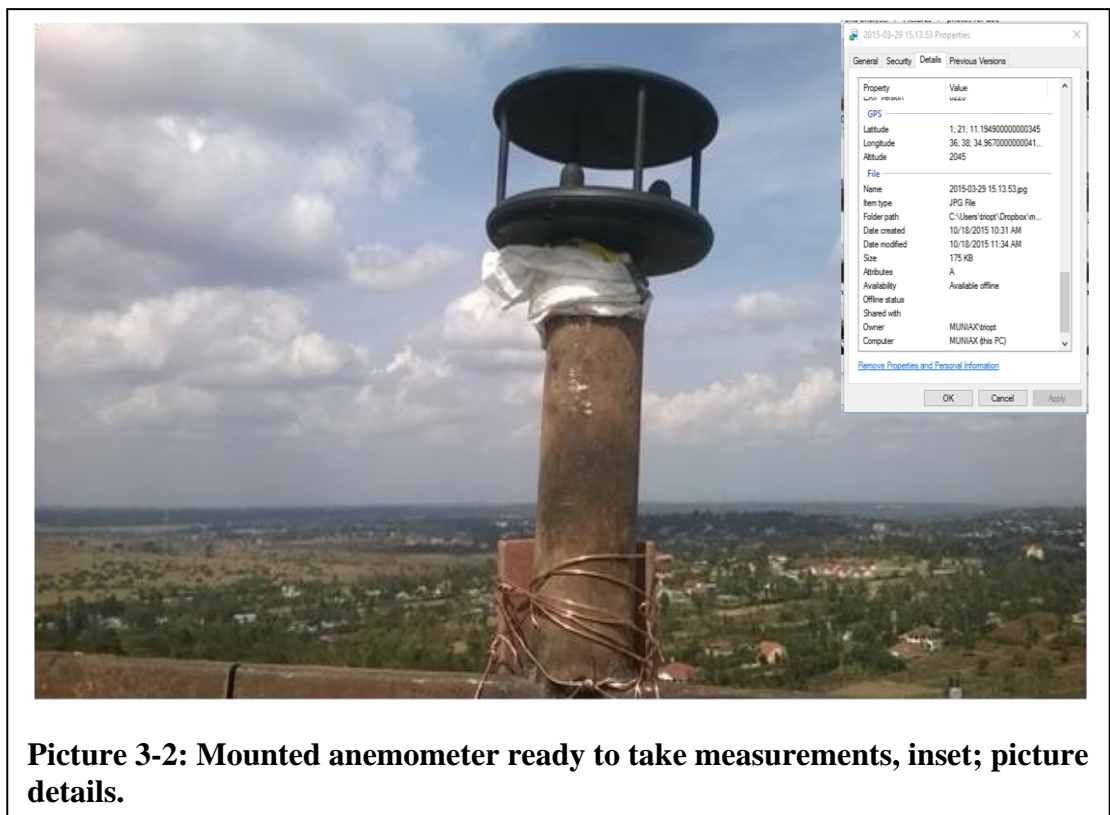 2015-03-29 15.13.53 Properties
General Security Details Previous Versions
Property Value
GPS
Latitude 1; 21; 11.194900000000345
Longitude 36; 38; 34.9670000000041...
Altitude 2045
File
Name 2015-03-29 15.13.53.jpg
Item type JPG File
Folder path C:\Users\triopt\Dropbox\m...
Date created 10/18/2015 10:31 AM
Date modified 10/18/2015 11:34 AM
Size 175 KB
Attributes A
Availability Available offline
Offline status
Shared with
Owner MUNIAX\triopt
Computer MUNIAX (this PC)
Remove Properties and Personal Information
OK Cancel Apply
Picture 3-2: Mounted anemometer ready to take measurements, inset; picture
details.